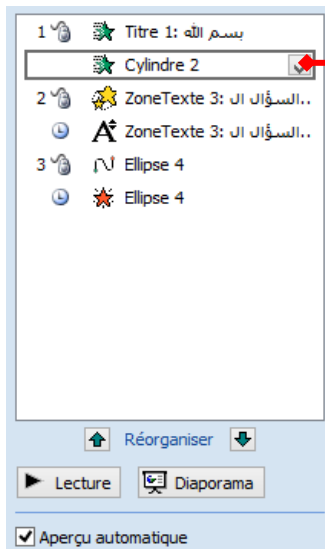 1 Titre 1: بسم الله
Cylindre 2
2 ZoneTexte 3: السؤال ال..
ZoneTexte 3: السؤال ال..
3 Ellipse 4
Ellipse 4
Réorganiser
Lecture Diaporama
Aperçu automatique